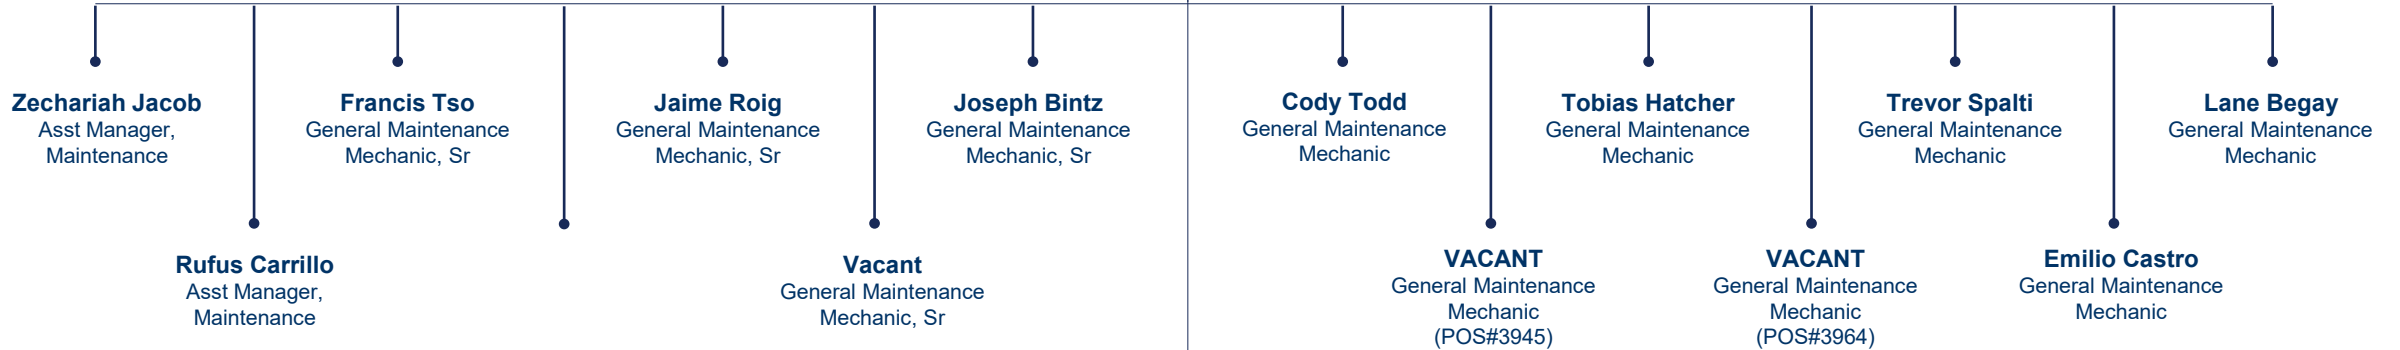 Zechariah Jacob
Asst Manager,
Maintenance
Francis Tso
General Maintenance
Mechanic, Sr
Jaime Roig
General Maintenance
Mechanic, Sr
Joseph Bintz
General Maintenance
Mechanic, Sr
Cody Todd
General Maintenance
Mechanic
Tobias Hatcher
General Maintenance
Mechanic
Trevor Spalti
General Maintenance
Mechanic
Lane Begay
General Maintenance
Mechanic
Rufus Carrillo
Asst Manager,
Maintenance
Vacant
General Maintenance
Mechanic, Sr
VACANT
General Maintenance
Mechanic
(POS#3945)
VACANT
General Maintenance
Mechanic
(POS#3964)
Emilio Castro
General Maintenance
Mechanic